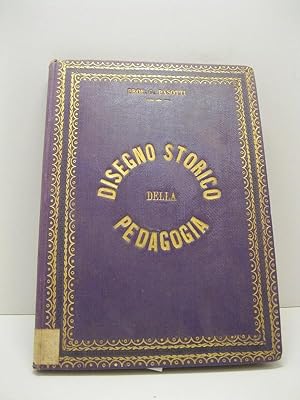 PROF. C. PASOTTI
DISEGNO STORICO
DELLA
PEDAGOGIA